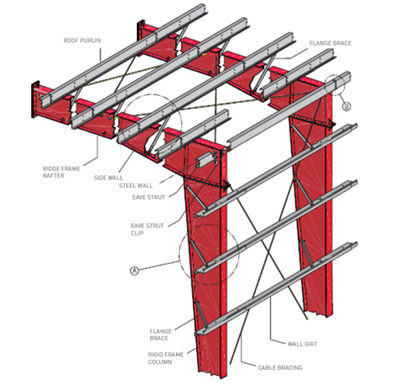 ROOF PURLIN
FLANGE BRACE
B
RIDGE FRAME
RAFTER
SIDE WALL
STEEL WALL
EAVE STRUT
EAVE STRUT
CLIP
A
FLANGE
BRACE
WALL GIRT
RIGID FRAME
COLUMN
CABLE BRACING